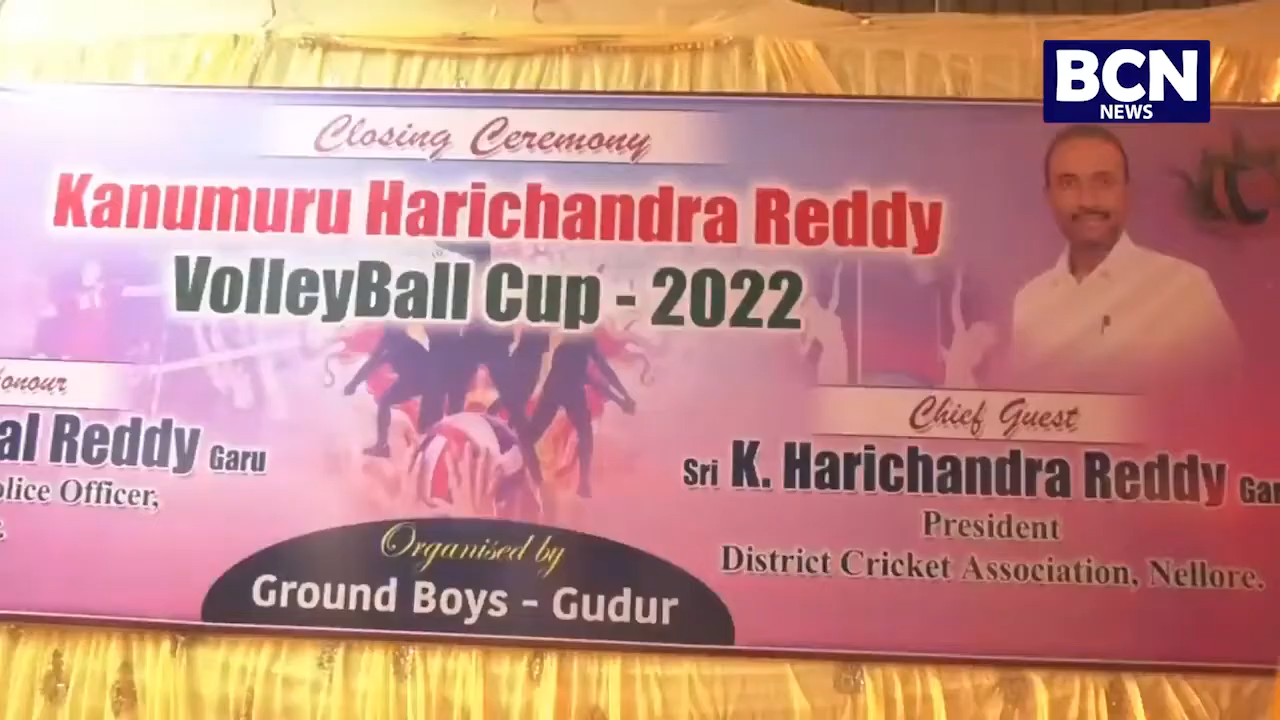 BCN
NEWS
Closing Ceremony
Kanumuru Harichandra Reddy
VolleyBall Cup - 2022
Reddy Garu
Officer,
Chief Guest
Sri K. Harichandra Reddy
President
District Cricket Association, Nellore.
Organised by
Ground Boys - Gudur